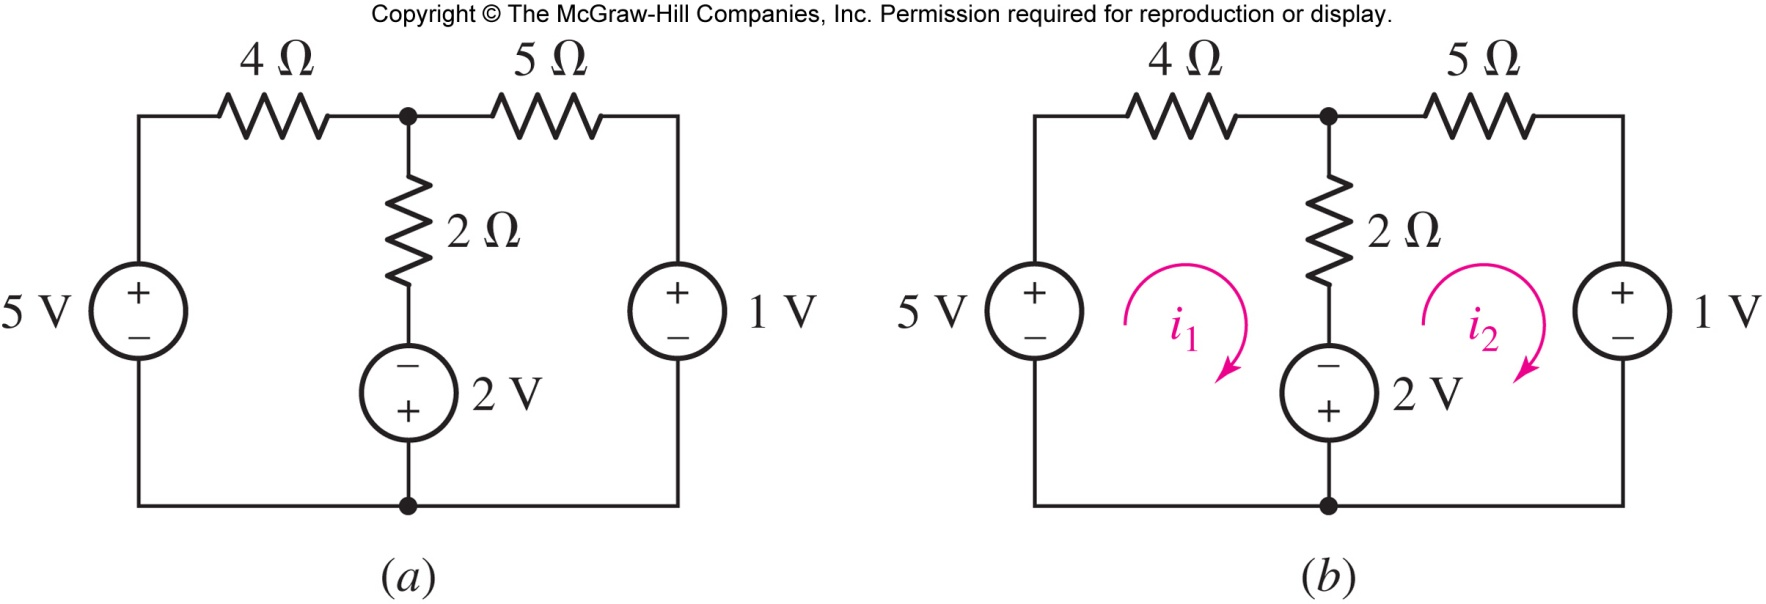 Copyright © The McGraw-Hill Companies, Inc. Permission required for reproduction or display.
4 Ω 5 Ω 4 Ω 5 Ω
2 Ω 2 Ω
5 V + − + − 1 V 5 V + − i₁ i₂ + − 1 V
− + 2 V − + 2 V
(a) (b)